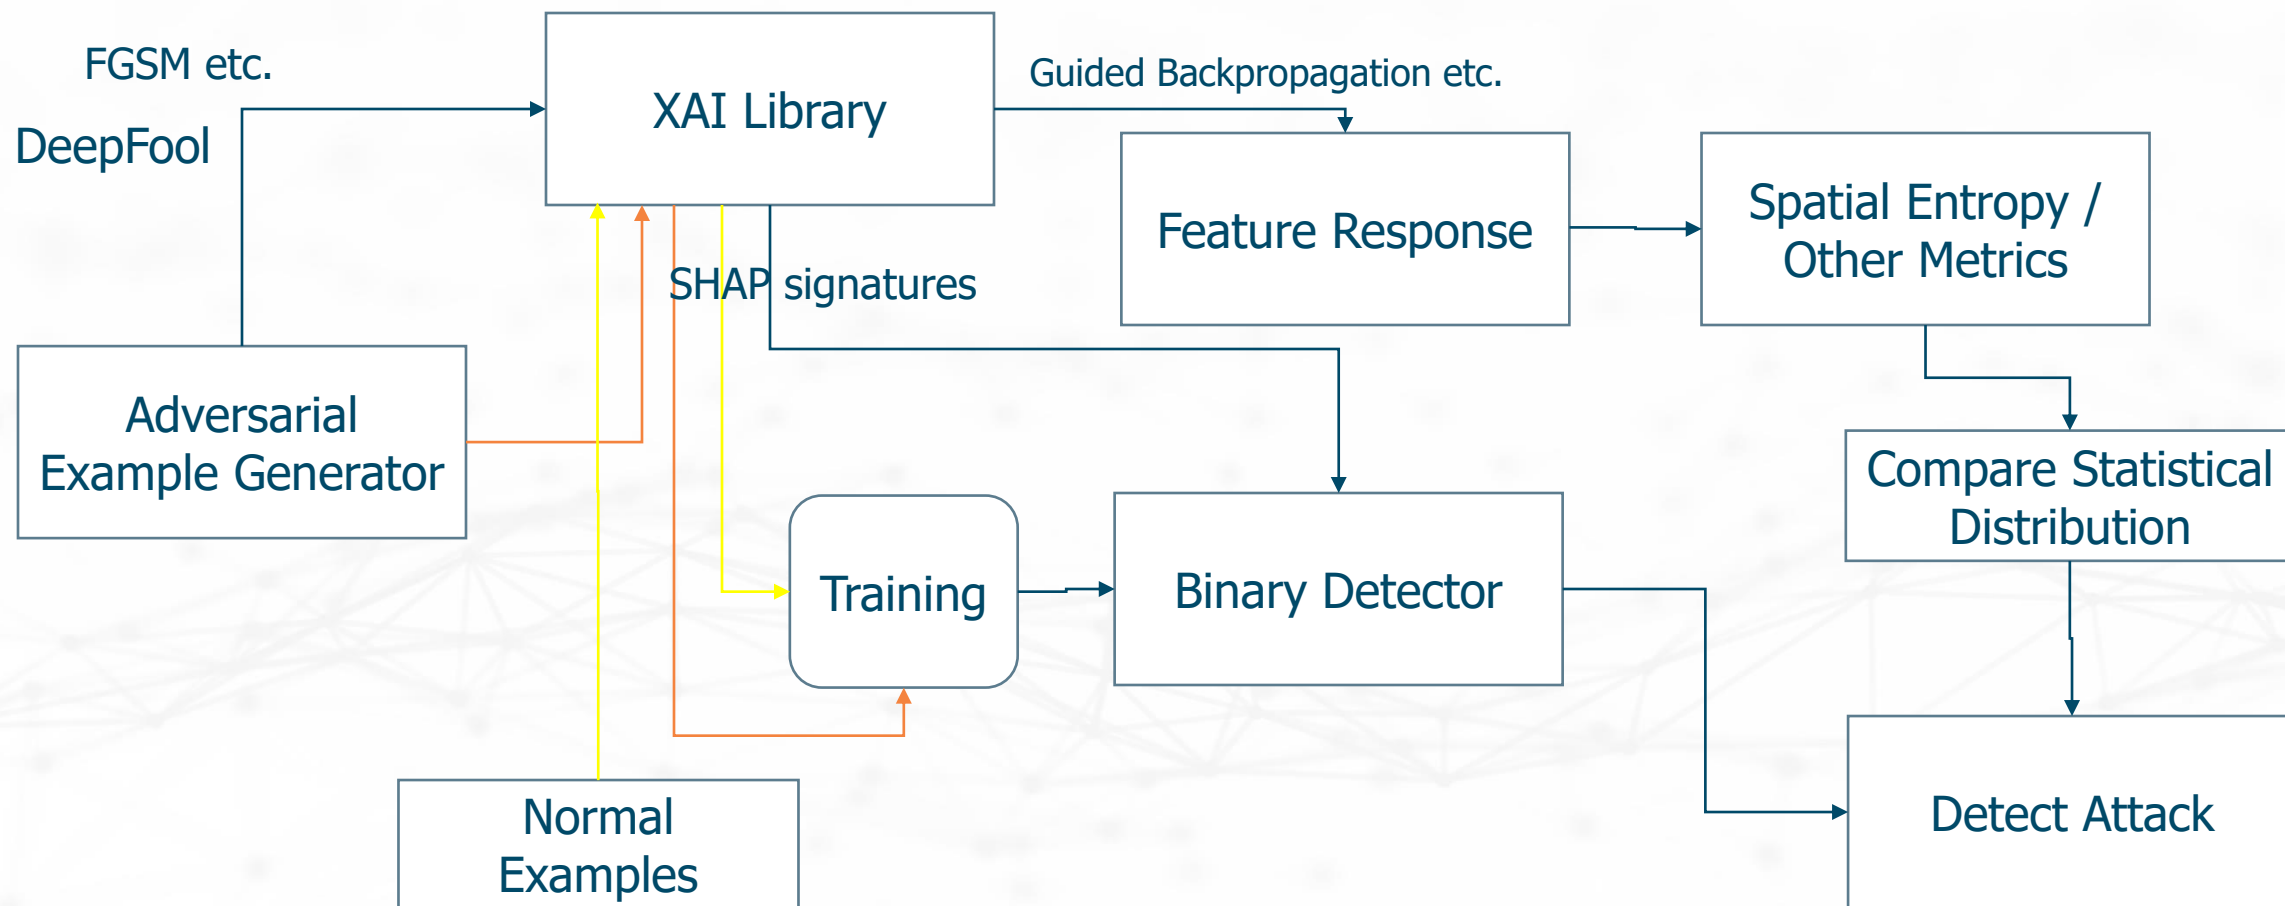 FGSM etc.
DeepFool
XAI Library
Guided Backpropagation etc.
Feature Response
Spatial Entropy /
Other Metrics
SHAP signatures
Adversarial
Example Generator
Compare Statistical
Distribution
Training
Binary Detector
Normal
Examples
Detect Attack